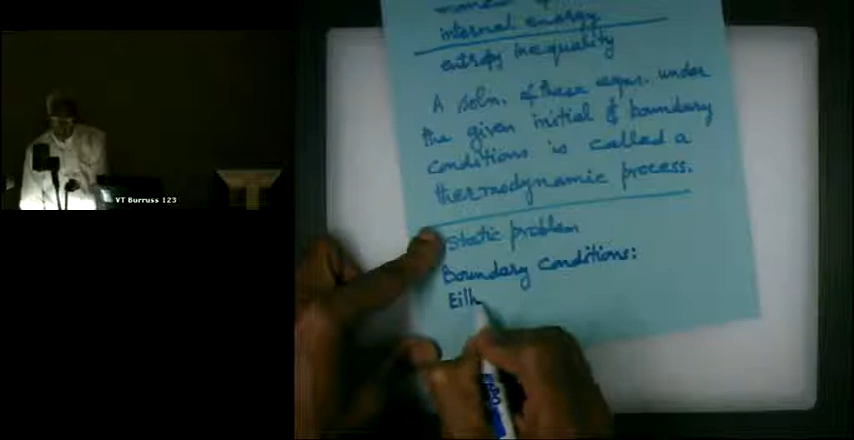 internal energy
entropy inequality
A soln. of these eqns. under
the given initial & boundary
conditions is called a
thermodynamic process.
static problem
Boundary conditions:
Eith
VT Burruss 123